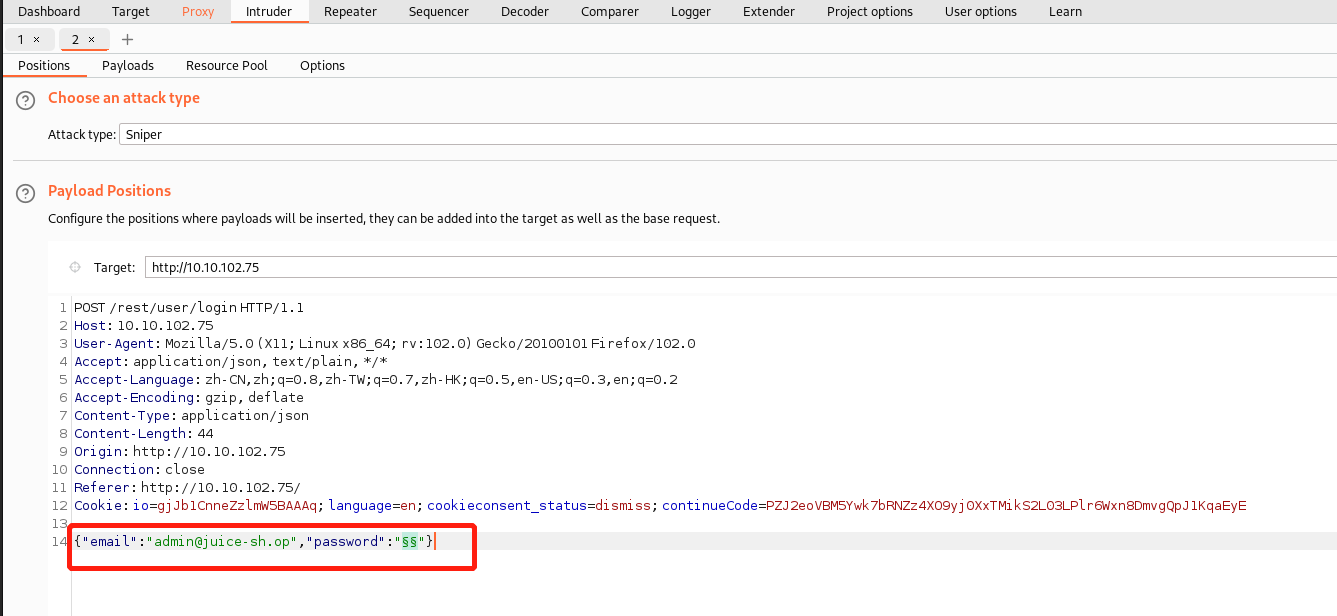 Dashboard Target Proxy Intruder Repeater Sequencer Decoder Comparer Logger Extender Project options User options Learn
1 × 2 × +
Positions Payloads Resource Pool Options
? Choose an attack type
Attack type: Sniper
? Payload Positions
Configure the positions where payloads will be inserted, they can be added into the target as well as the base request.
Target: http://10.10.102.75
1 POST /rest/user/login HTTP/1.1
2 Host: 10.10.102.75
3 User-Agent: Mozilla/5.0 (X11; Linux x86_64; rv:102.0) Gecko/20100101 Firefox/102.0
4 Accept: application/json, text/plain, */*
5 Accept-Language: zh-CN,zh;q=0.8,zh-TW;q=0.7,zh-HK;q=0.5,en-US;q=0.3,en;q=0.2
6 Accept-Encoding: gzip, deflate
7 Content-Type: application/json
8 Content-Length: 44
9 Origin: http://10.10.102.75
10 Connection: close
11 Referer: http://10.10.102.75/
12 Cookie: io=gjJb1CnneZzlmW5BAAAq; language=en; cookieconsent_status=dismiss; continueCode=PZJ2eoVBM5Ywk7bRNZz4XO9yj0XxTMikS2L03LPlr6Wxn8DmvgQpJ1KqaEyE
13
14 {"email":"admin@juice-sh.op","password":"§§"}